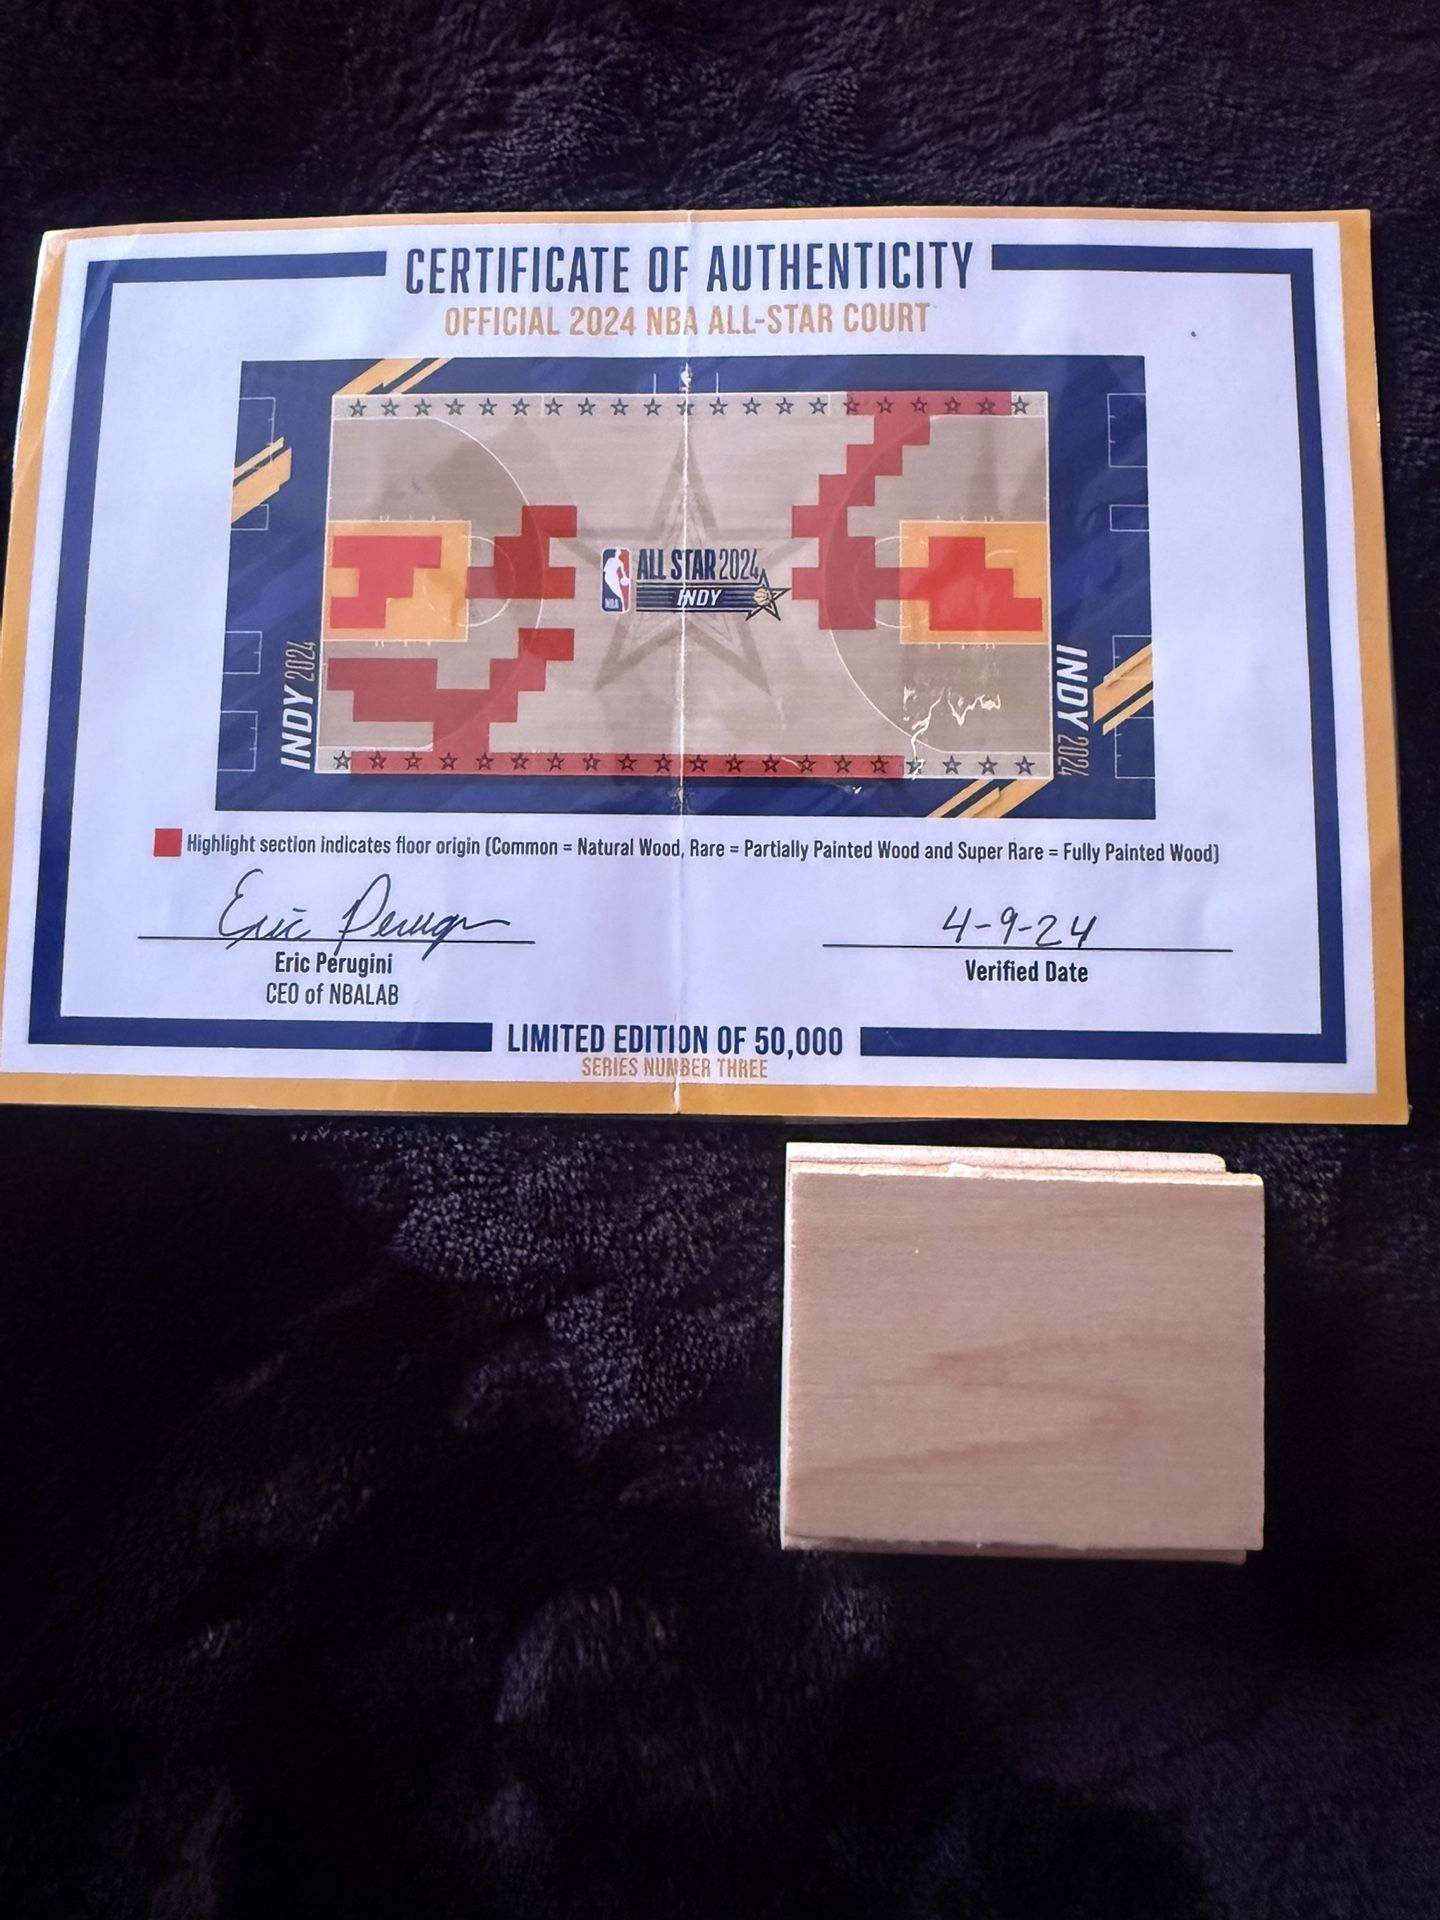 CERTIFICATE OF AUTHENTICITY
OFFICIAL 2024 NBA ALL-STAR COURT
NBA
ALL STAR 2024
INDY
INDY 2024
INDY 2024
Highlight section indicates floor origin (Common = Natural Wood, Rare = Partially Painted Wood and Super Rare = Fully Painted Wood)
Eric Perugini
4-9-24
Eric Perugini
Verified Date
CEO of NBALAB
LIMITED EDITION OF 50,000
SERIES NUMBER THREE